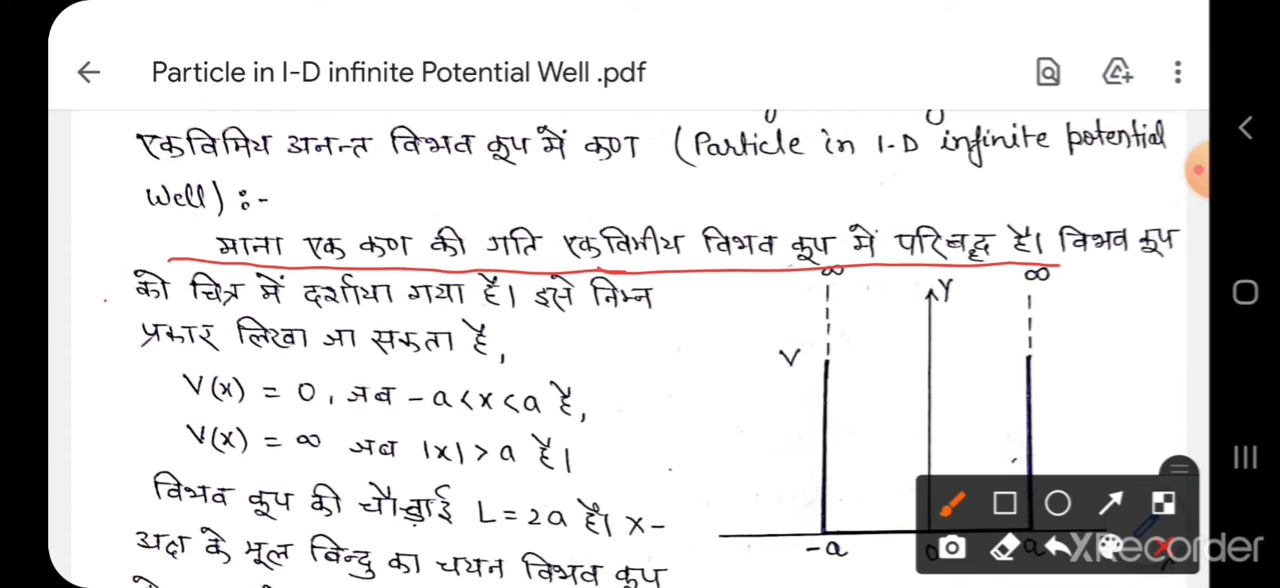 Particle in I-D infinite Potential Well .pdf
एकविमिय अनन्त विभव कूप में कण (Particle in I-D infinite potential
Well) :-
माना एक कण की गति एकविमीय विभव कूप में परिबद्ध है। विभव कूप
को चित्र में दर्शाया गया है। इसे निम्न
प्रकार लिखा जा सकता है,
V(x) = 0, जब -a<x<a है,
V(x) = ∞ जब |x|>a है।
विभव कूप की चौड़ाई L=2a है। x-
अक्ष के मूल बिन्दु का चयन विभव कूप
∞ ∞
Y
V
-a 0 a
XRecorder